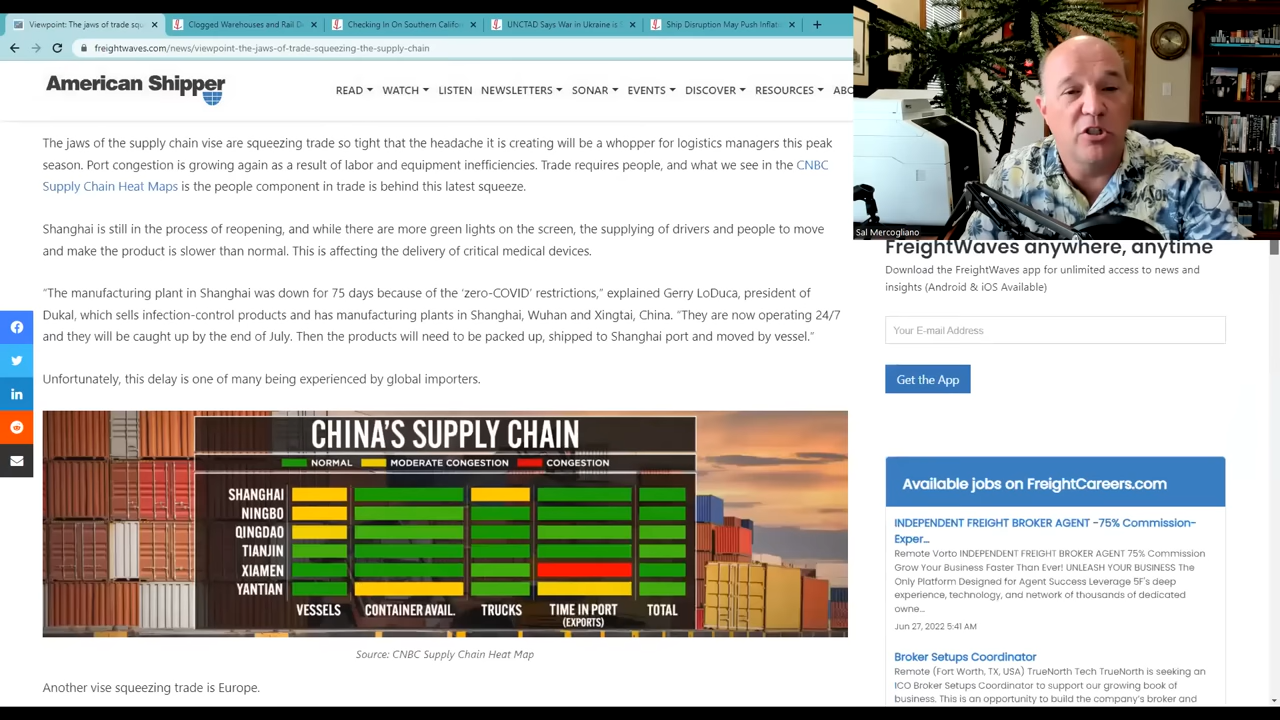 Viewpoint: The jaws of trade squ
Clogged Warehouses and Rail D
Checking In On Southern Califo
UNCTAD Says War in Ukraine is
Ship Disruption May Push Inflat
freightwaves.com/news/viewpoint-the-jaws-of-trade-squeezing-the-supply-chain
American Shipper
READ
WATCH
LISTEN
NEWSLETTERS
SONAR
EVENTS
DISCOVER
RESOURCES
ABO
The jaws of the supply chain vise are squeezing trade so tight that the headache it is creating will be a whopper for logistics managers this peak
season. Port congestion is growing again as a result of labor and equipment inefficiencies. Trade requires people, and what we see in the CNBC
Supply Chain Heat Maps is the people component in trade is behind this latest squeeze.
Shanghai is still in the process of reopening, and while there are more green lights on the screen, the supplying of drivers and people to move
and make the product is slower than normal. This is affecting the delivery of critical medical devices.
“The manufacturing plant in Shanghai was down for 75 days because of the ‘zero-COVID’ restrictions,” explained Gerry LoDuca, president of
Dukal, which sells infection-control products and has manufacturing plants in Shanghai, Wuhan and Xingtai, China. “They are now operating 24/7
and they will be caught up by the end of July. Then the products will need to be packed up, shipped to Shanghai port and moved by vessel.”
Unfortunately, this delay is one of many being experienced by global importers.
CHINA'S SUPPLY CHAIN
NORMAL MODERATE CONGESTION CONGESTION
SHANGHAI
NINGBO
QINGDAO
TIANJIN
XIAMEN
YANTIAN
VESSELS CONTAINER AVAIL. TRUCKS TIME IN PORT TOTAL
(EXPORTS)
Source: CNBC Supply Chain Heat Map
Another vise squeezing trade is Europe.
Sal Mercogliano
FreightWaves anywhere, anytime
Download the FreightWaves app for unlimited access to news and
insights (Android & iOS Available)
Your E-mail Address
Get the App
Available jobs on FreightCareers.com
INDEPENDENT FREIGHT BROKER AGENT -75% Commission-
Exper...
Remote Vorto INDEPENDENT FREIGHT BROKER AGENT 75% Commission
Grow Your Business Faster Than Ever! UNLEASH YOUR BUSINESS The
Only Platform Designed for Agent Success Leverage 5F's deep
experience, technology, and network of thousands of dedicated
owne...
Jun 27, 2022 5:41 AM
Broker Setups Coordinator
Remote (Fort Worth, TX, USA) TrueNorth Tech TrueNorth is seeking an
ICO Broker Setups Coordinator to support our growing book of
business. This is an opportunity to build the company's broker and